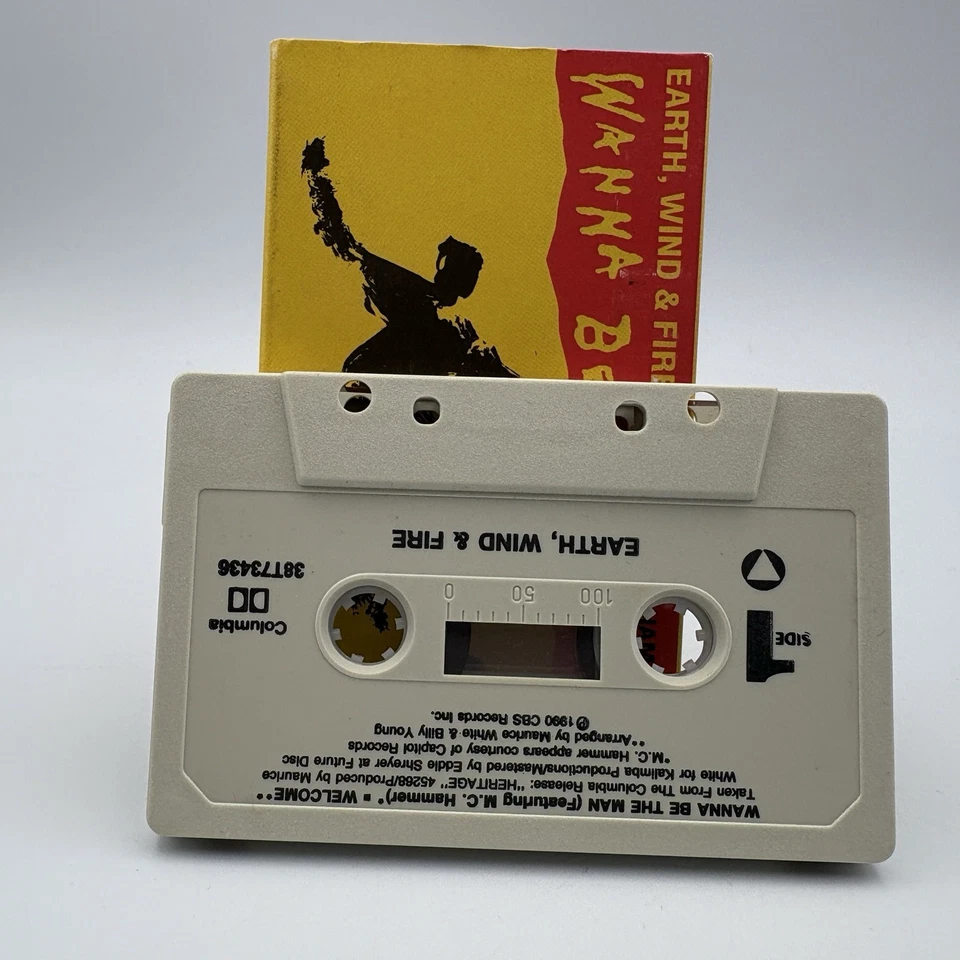 EARTH, WIND & FIRE
WANNA BE
EARTH, WIND & FIRE
Columbia
38T73436
SIDE 1
0 50 100
WANNA BE THE MAN (Featuring M.C. Hammer)* ■ WELCOME**
Taken From The Columbia Release: "HERITAGE" 45268/Produced by Maurice
White for Kalimba Productions/Mastered by Eddie Shreyer at Future Disc
*M.C. Hammer appears courtesy of Capitol Records
**Arranged by Maurice White & Billy Young
℗ 1990 CBS Records Inc.